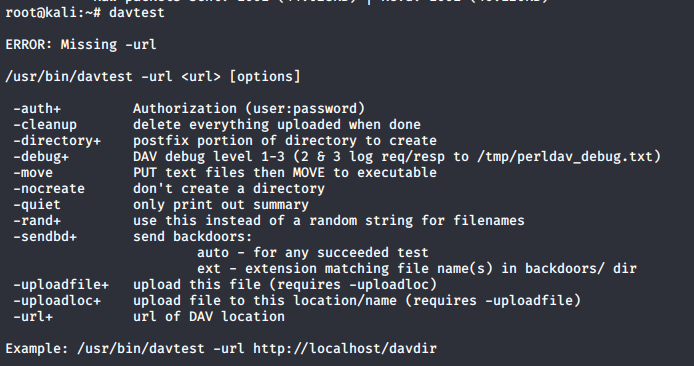 root@kali:~# davtest
ERROR: Missing -url
/usr/bin/davtest -url <url> [options]
-auth+ Authorization (user:password)
-cleanup delete everything uploaded when done
-directory+ postfix portion of directory to create
-debug+ DAV debug level 1-3 (2 & 3 log req/resp to /tmp/perldav_debug.txt)
-move PUT text files then MOVE to executable
-nocreate don't create a directory
-quiet only print out summary
-rand+ use this instead of a random string for filenames
-sendbd+ send backdoors:
auto - for any succeeded test
ext - extension matching file name(s) in backdoors/ dir
-uploadfile+ upload this file (requires -uploadloc)
-uploadloc+ upload file to this location/name (requires -uploadfile)
-url+ url of DAV location
Example: /usr/bin/davtest -url http://localhost/davdir